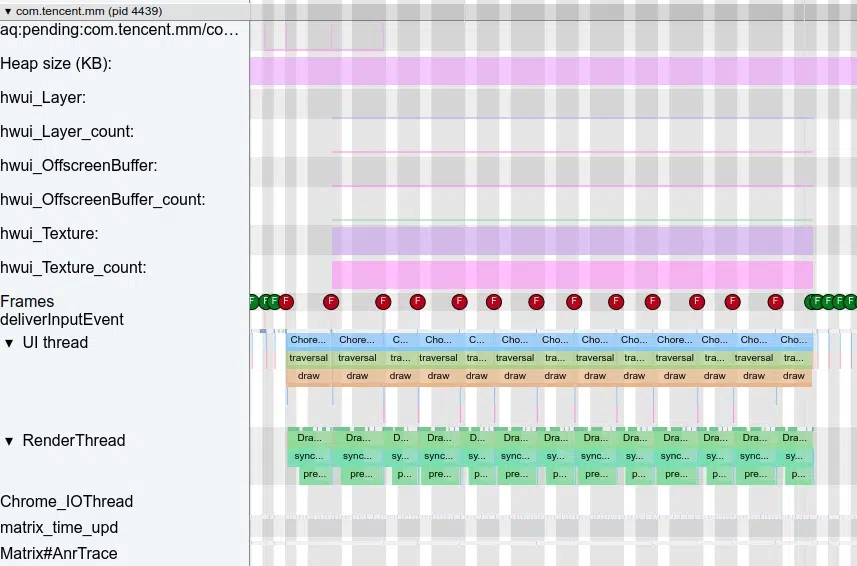 ▼ com.tencent.mm (pid 4439)
aq:pending:com.tencent.mm/co…
Heap size (KB):
hwui_Layer:
hwui_Layer_count:
hwui_OffscreenBuffer:
hwui_OffscreenBuffer_count:
hwui_Texture:
hwui_Texture_count:
Frames F F F F F F F F F F F F F F F F F F F F F
deliverInputEvent
▼ UI thread Chore... Chore... C... Cho... C... Cho... Cho... Cho... Cho... Chore... Cho... Cho... Cho...
traversal traversal tra... traversal tra... traversal tra... traversal tra... traversal tra... traversal tra...
draw draw draw draw draw draw draw draw draw draw draw draw draw
▼ RenderThread Dra... Dra... D... Dra... D... Dra... Dra... Dra... Dra... Dra... Dra... Dra... Dra...
sync... sync... sy... sync... sy... sync... sy... sync... sy... sync... sy... sync... sy...
pre... pre... p... pre... p... pre... p... pre... p... pre... p... pre... p...
Chrome_IOThread
matrix_time_upd
Matrix#AnrTrace